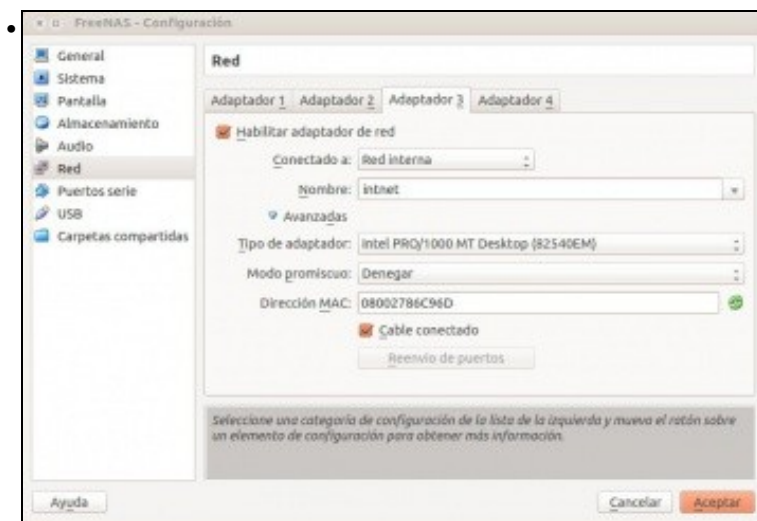 FreeNAS - Configuración
General
Sistema
Pantalla
Almacenamiento
Audio
Red
Puertos serie
USB
Carpetas compartidas
Red
Adaptador 1 Adaptador 2 Adaptador 3 Adaptador 4
Habilitar adaptador de red
Conectado a: Red interna
Nombre: intnet
Avanzadas
Tipo de adaptador: Intel PRO/1000 MT Desktop (82540EM)
Modo promiscuo: Denegar
Dirección MAC: 08002786C96D
Cable conectado
Reenvío de puertos
Seleccione una categoría de configuración de la lista de la izquierda y mueva el ratón sobre
un elemento de configuración para obtener más información.
Ayuda Cancelar Aceptar